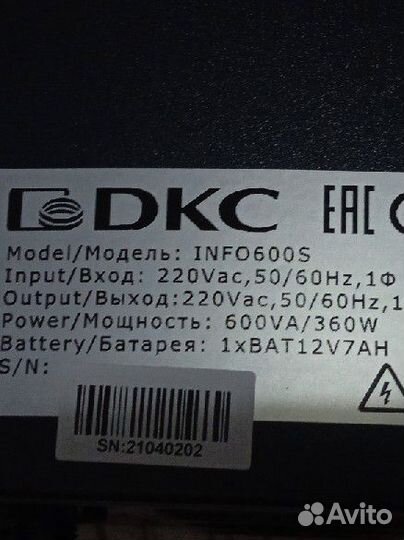 DKC EAC
Model/Модель: INFO600S
Input/Вход: 220Vac,50/60Hz,1Ф
Output/Выход:220Vac,50/60Hz,1
Power/Мощность: 600VA/360W
Battery/Батарея: 1xBAT12V7AH
S/N:
SN:21040202
Avito